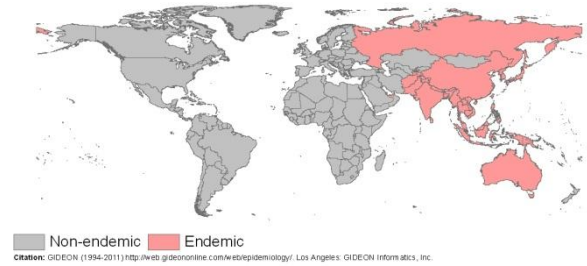 Non-endemic Endemic
Citation: GIDEON (1994-2011) http://web.gideononline.com/web/epidemiology/. Los Angeles: GIDEON Informatics, Inc.